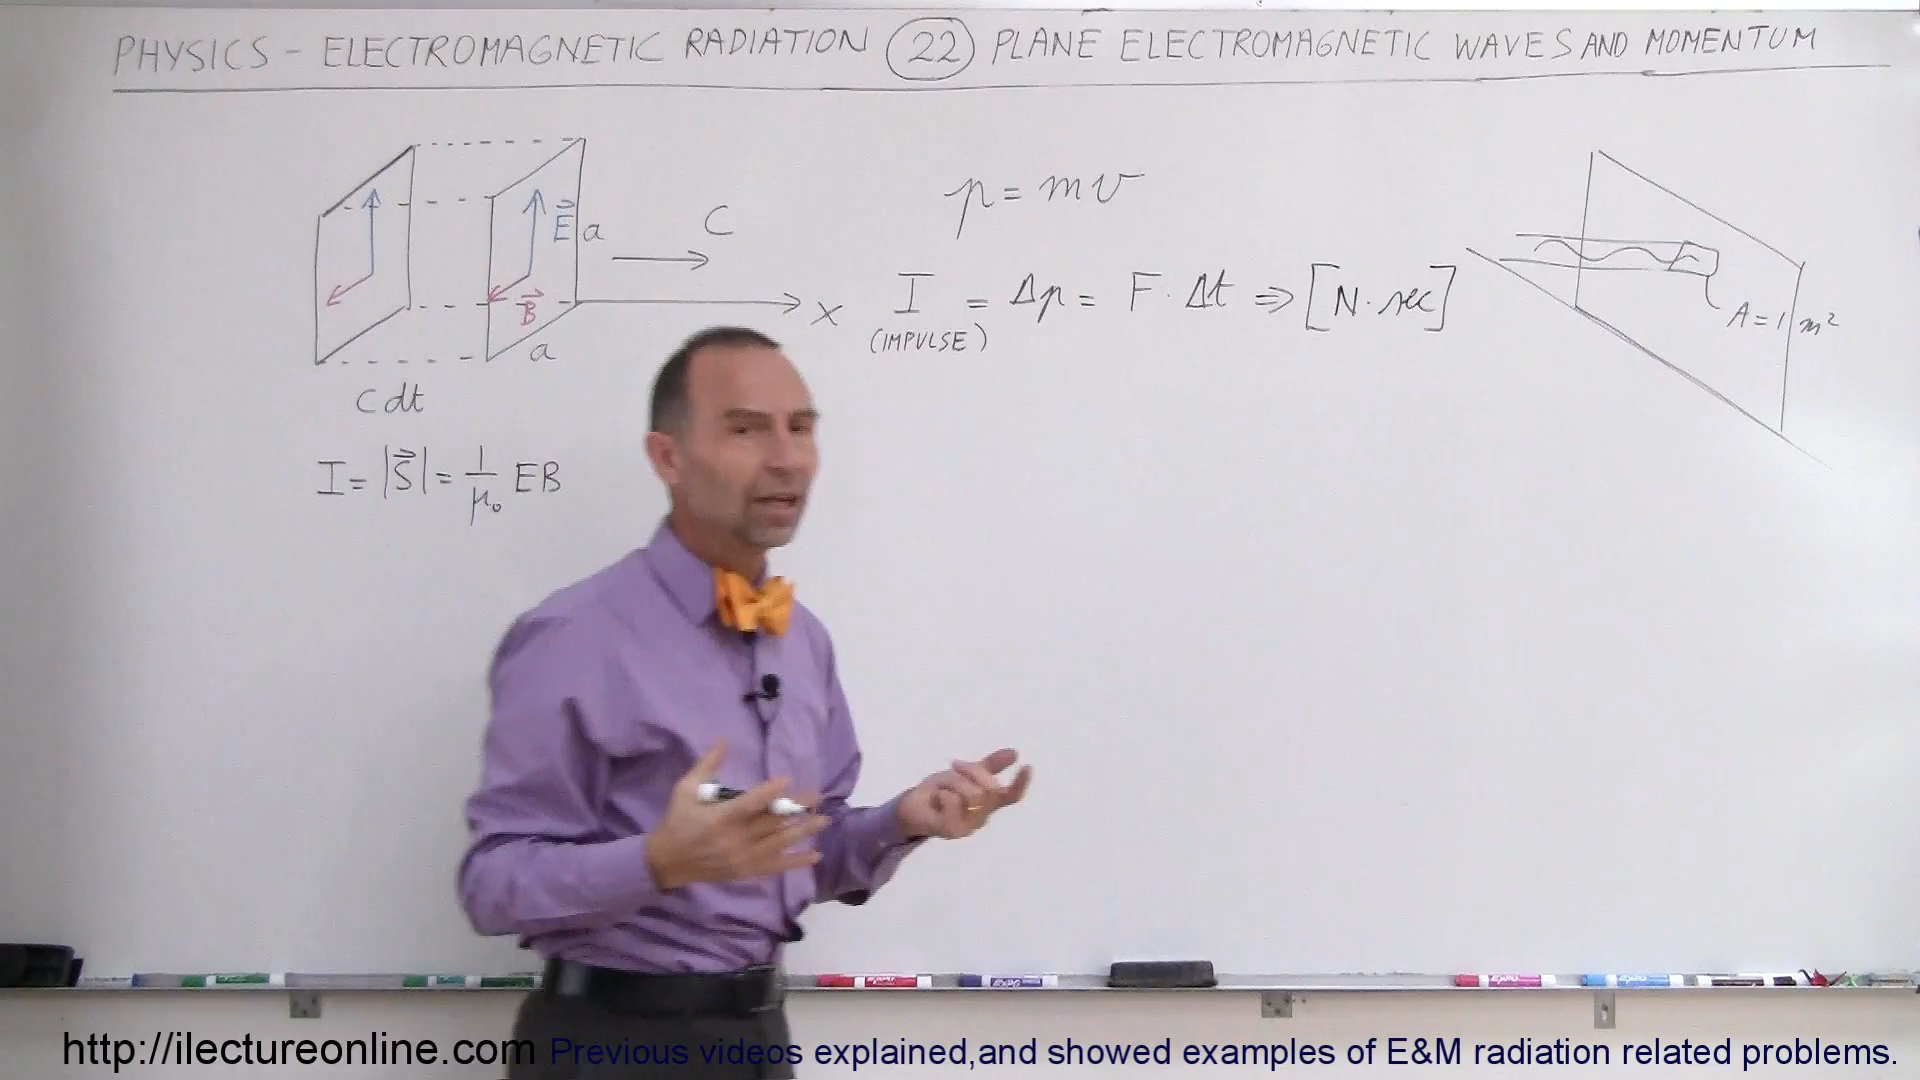 PHYSICS - ELECTROMAGNETIC RADIATION 22 PLANE ELECTROMAGNETIC WAVES AND MOMENTUM
E⃗ a
B⃗
a
C
X
C dt
I = |S⃗| = 1/μ₀ EB
p = mv
I = Δp = F · Δt ⇒ [N · sec]
(IMPULSE)
A = 1 m²
http://ilectureonline.com Previous videos explained,and showed examples of E&M radiation related problems.